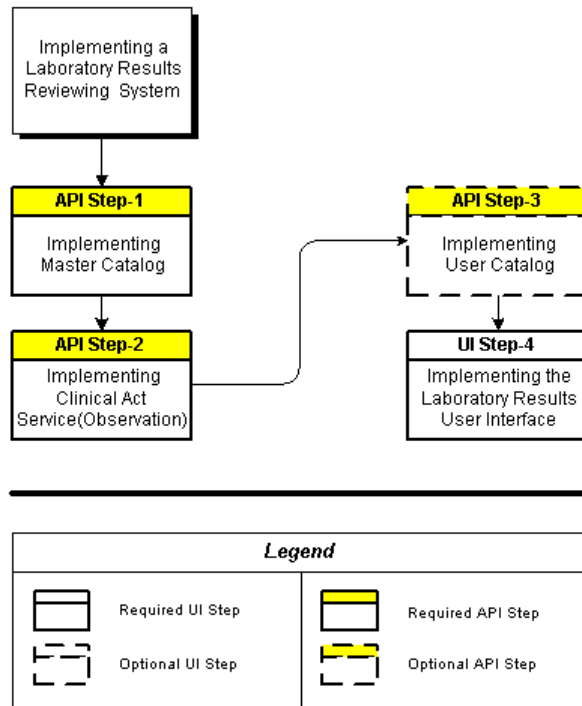 Implementing a
Laboratory Results
Reviewing System
API Step-1
Implementing
Master Catalog
API Step-2
Implementing
Clinical Act
Service(Observation)
API Step-3
Implementing
User Catalog
UI Step-4
Implementing the
Laboratory Results
User Interface
Legend
Required UI Step
Optional UI Step
Required API Step
Optional API Step